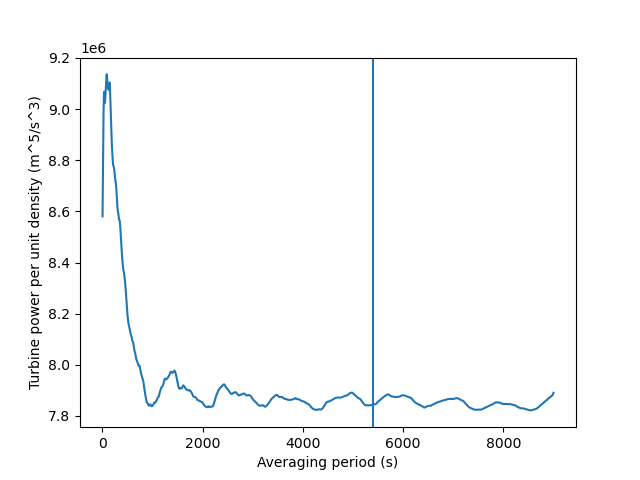 1e6
9.2
9.0
8.8
8.6
8.4
8.2
8.0
7.8
Turbine power per unit density (m^5/s^3)
0 2000 4000 6000 8000
Averaging period (s)